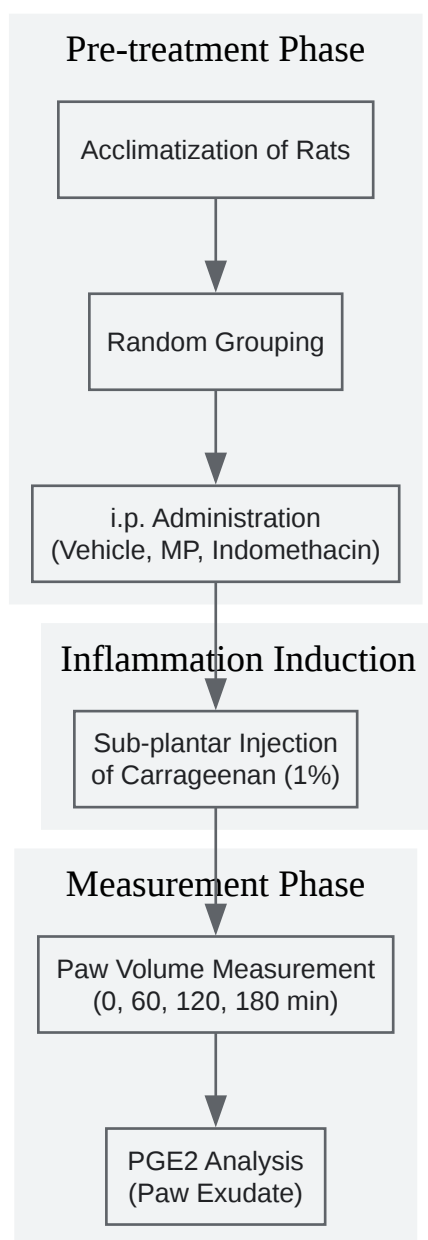 Pre-treatment Phase
Acclimatization of Rats
Random Grouping
i.p. Administration
(Vehicle, MP, Indomethacin)
Inflammation Induction
Sub-plantar Injection
of Carrageenan (1%)
Measurement Phase
Paw Volume Measurement
(0, 60, 120, 180 min)
PGE2 Analysis
(Paw Exudate)